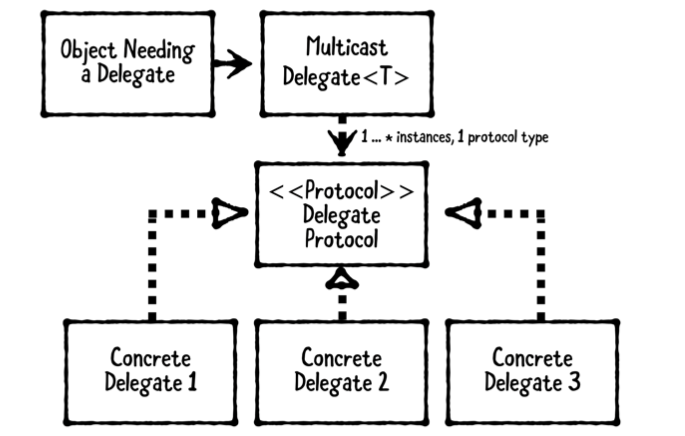 Object Needing
a Delegate
Multicast
Delegate<T>
1 ... * instances, 1 protocol type
< <Protocol> >
Delegate
Protocol
Concrete
Delegate 1
Concrete
Delegate 2
Concrete
Delegate 3